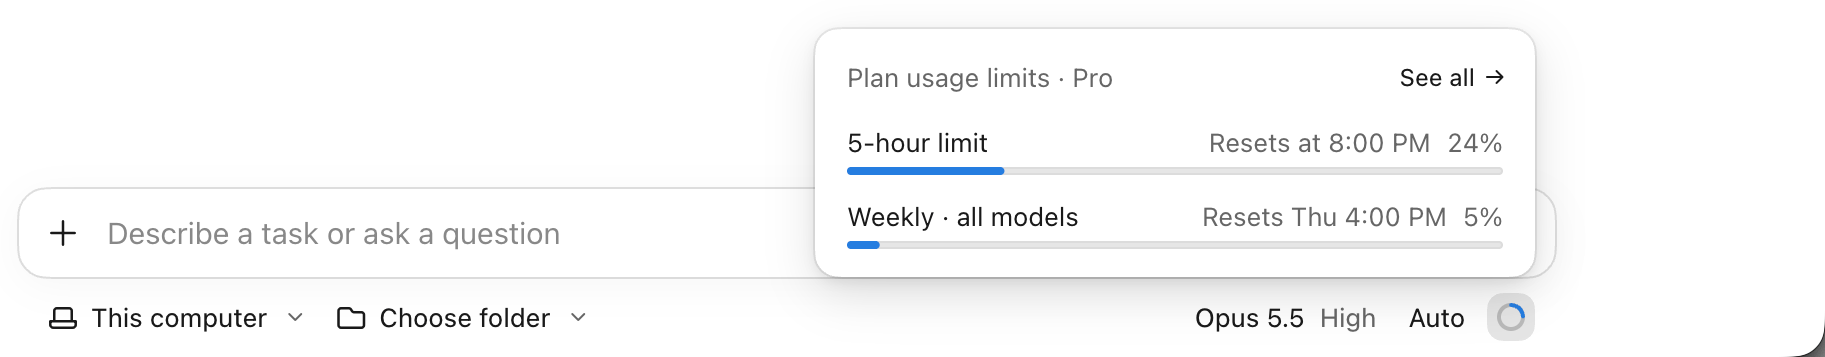 Plan usage limits · Pro See all →
5-hour limit Resets at 8:00 PM 24%
Weekly · all models Resets Thu 4:00 PM 5%
Describe a task or ask a question
This computer Choose folder Opus 5.5 High Auto